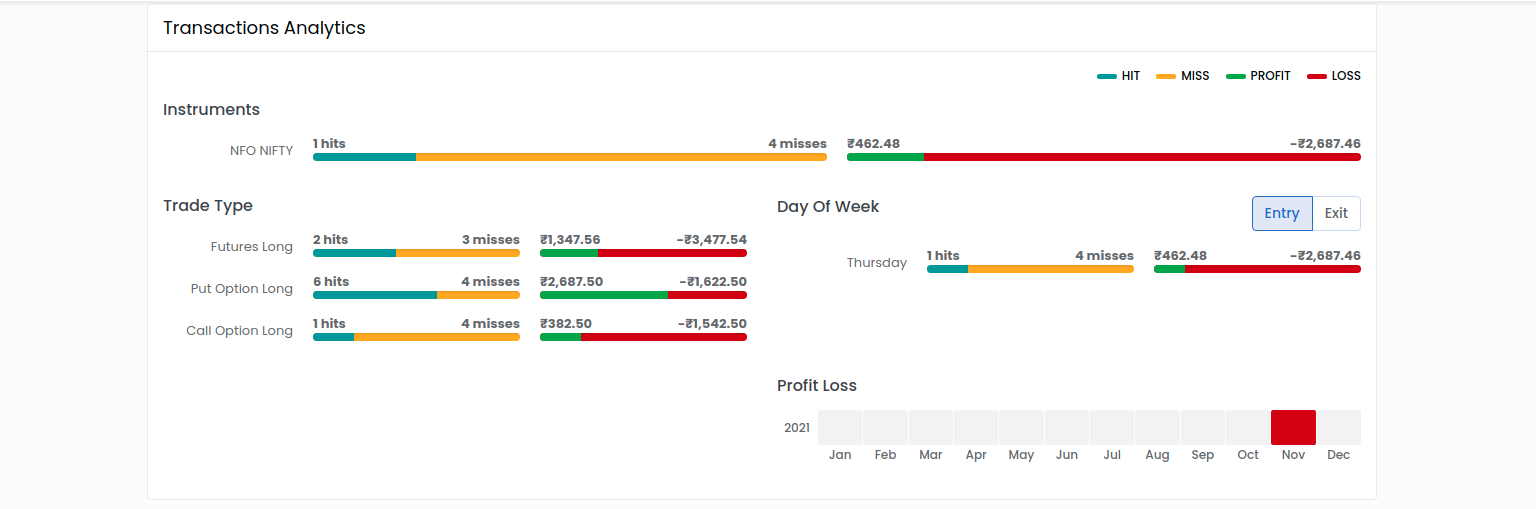 Transactions Analytics
HIT MISS PROFIT LOSS
Instruments
1 hits 4 misses ₹462.48 -₹2,687.46
NFO NIFTY
Trade Type
Futures Long 2 hits 3 misses ₹1,347.56 -₹3,477.54
Put Option Long 6 hits 4 misses ₹2,687.50 -₹1,622.50
Call Option Long 1 hits 4 misses ₹382.50 -₹1,542.50
Day Of Week Entry Exit
Thursday 1 hits 4 misses ₹462.48 -₹2,687.46
Profit Loss
2021
Jan Feb Mar Apr May Jun Jul Aug Sep Oct Nov Dec